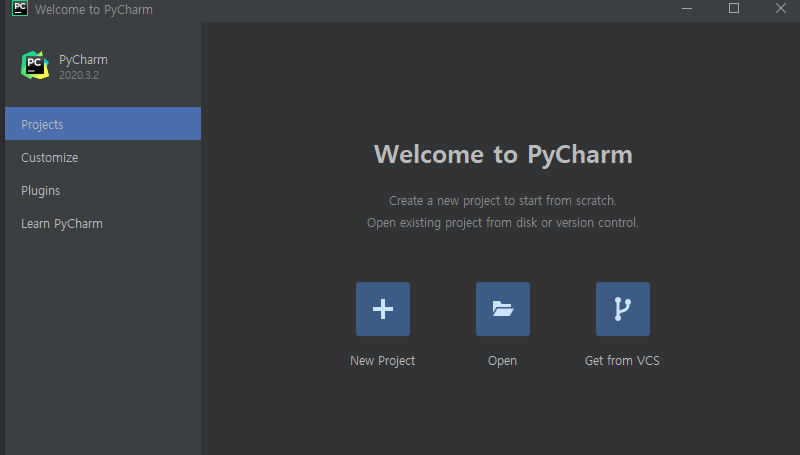 PC Welcome to PyCharm
PC PyCharm
2020.3.2
Projects
Customize
Plugins
Learn PyCharm
Welcome to PyCharm
Create a new project to start from scratch.
Open existing project from disk or version control.
New Project
Open
Get from VCS